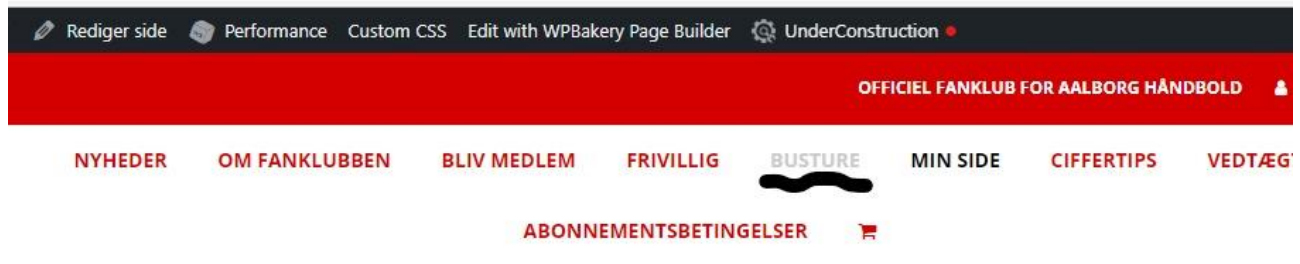 Rediger side Performance Custom CSS Edit with WPBakery Page Builder UnderConstruction
OFFICIEL FANKLUB FOR AALBORG HÅNDBOLD
NYHEDER OM FANKLUBBEN BLIV MEDLEM FRIVILLIG BUSTURE MIN SIDE CIFFERTIPS VEDTÆGT
ABONNEMENTSBETINGELSER